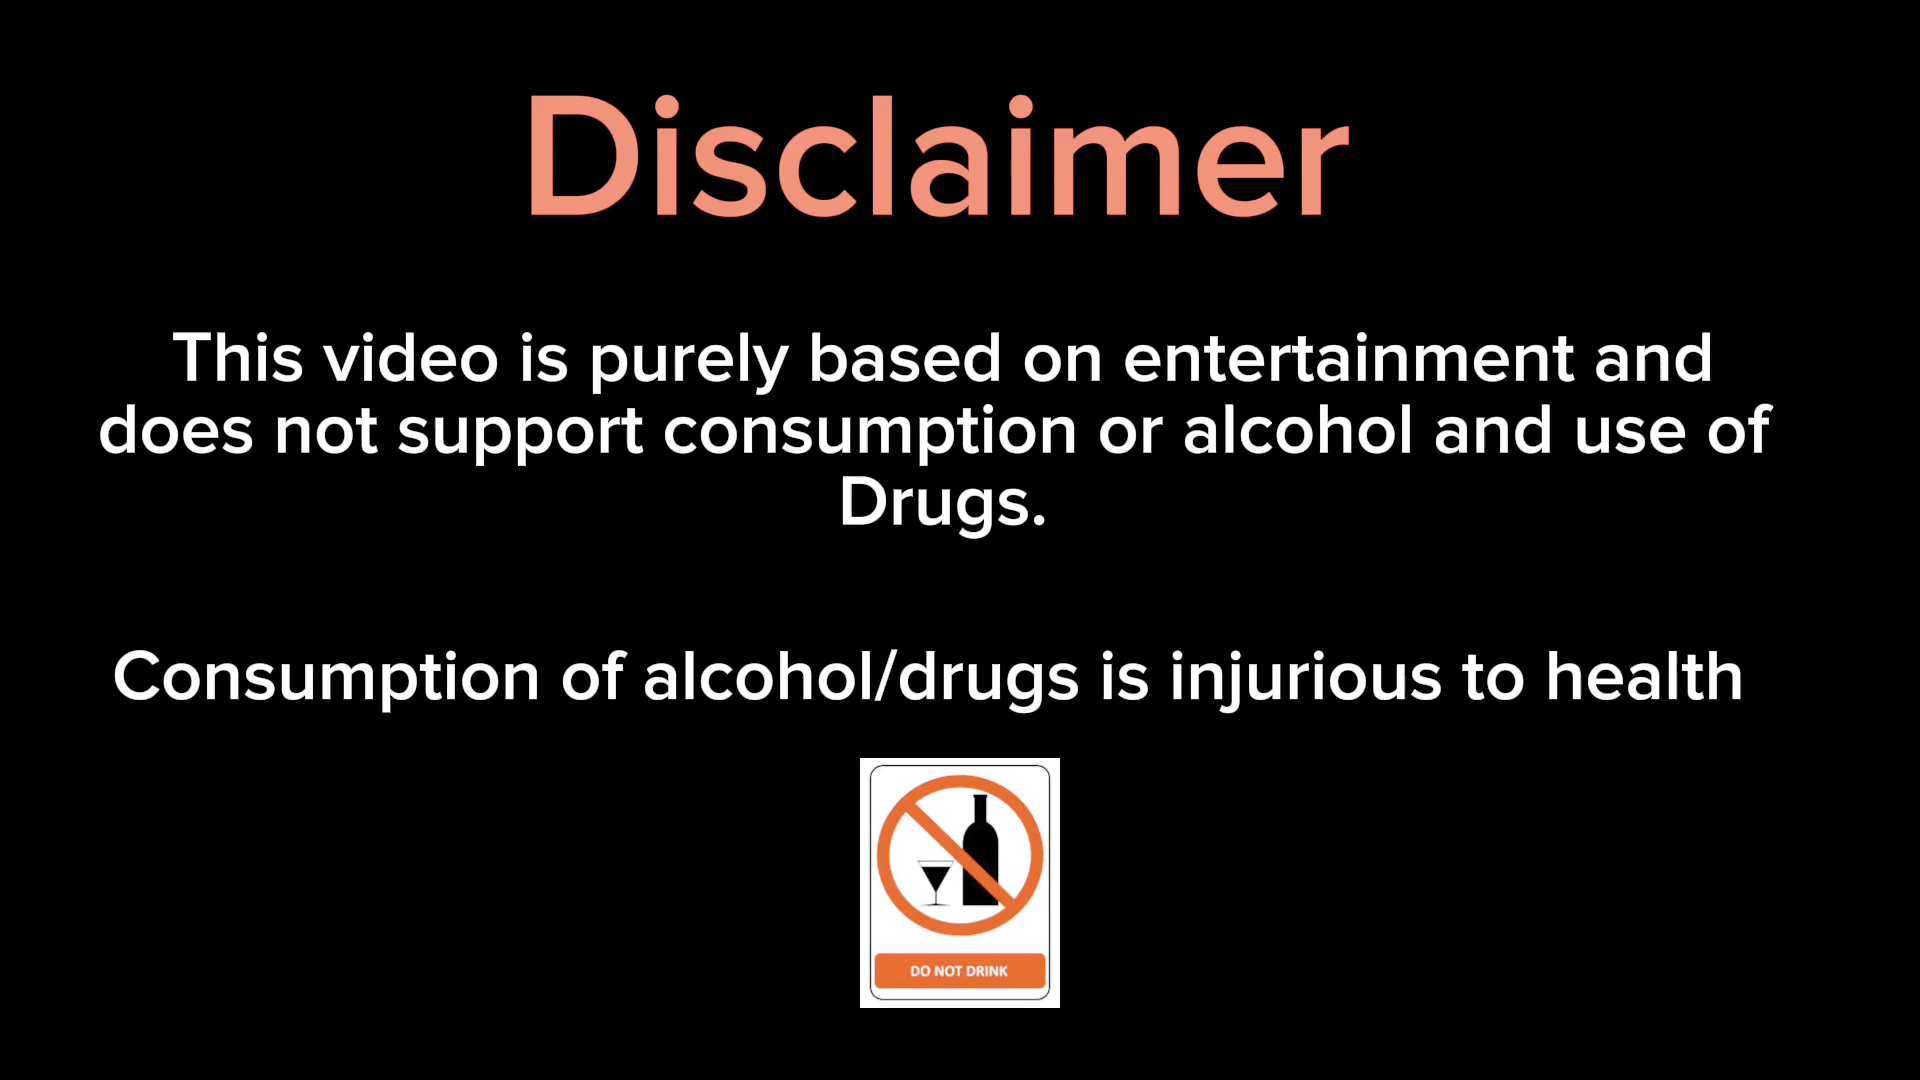 Disclaimer
This video is purely based on entertainment and
does not support consumption or alcohol and use of
Drugs.
Consumption of alcohol/drugs is injurious to health
DO NOT DRINK